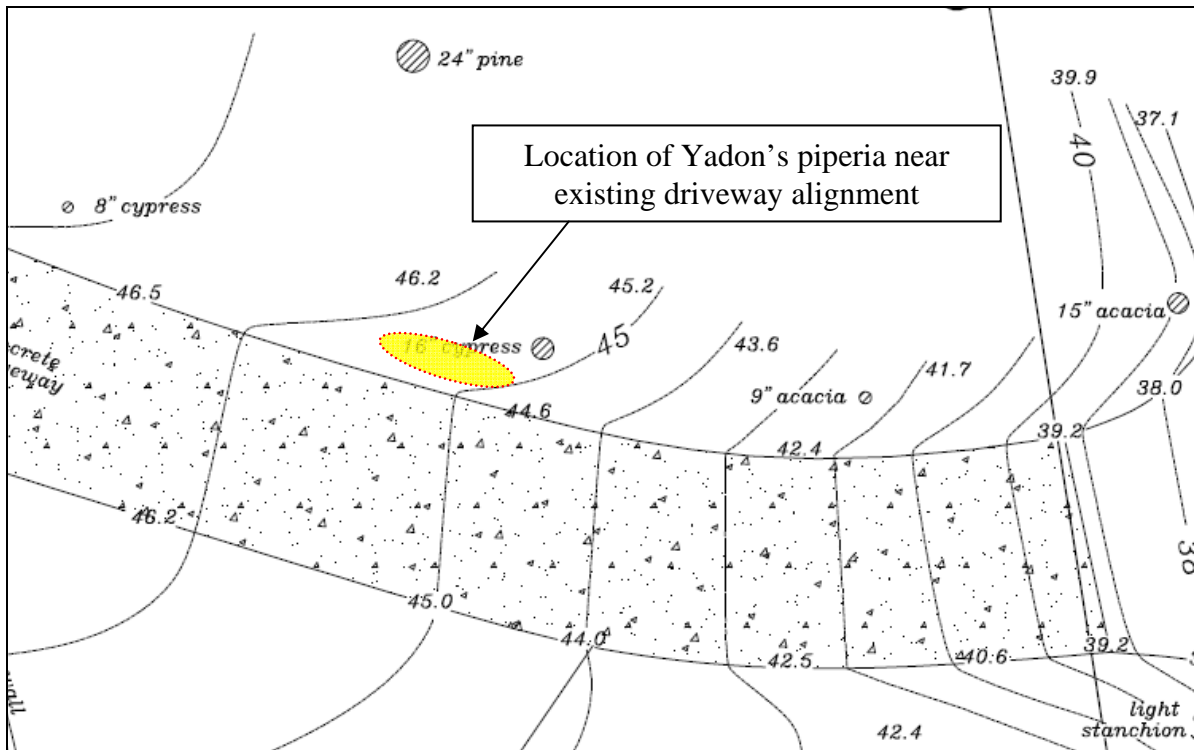 24" pine
39.9
37.1
40
Location of Yadon's piperia near
existing driveway alignment
8" cypress
46.2
45.2
46.5
15" acacia
16" cypress
45
43.6
41.7
38.0
crete
eway
9" acacia
44.6
42.4
39.2
46.2
38
45.0
44.0
42.5
40.6
39.2
wall
light
stanchion
42.4